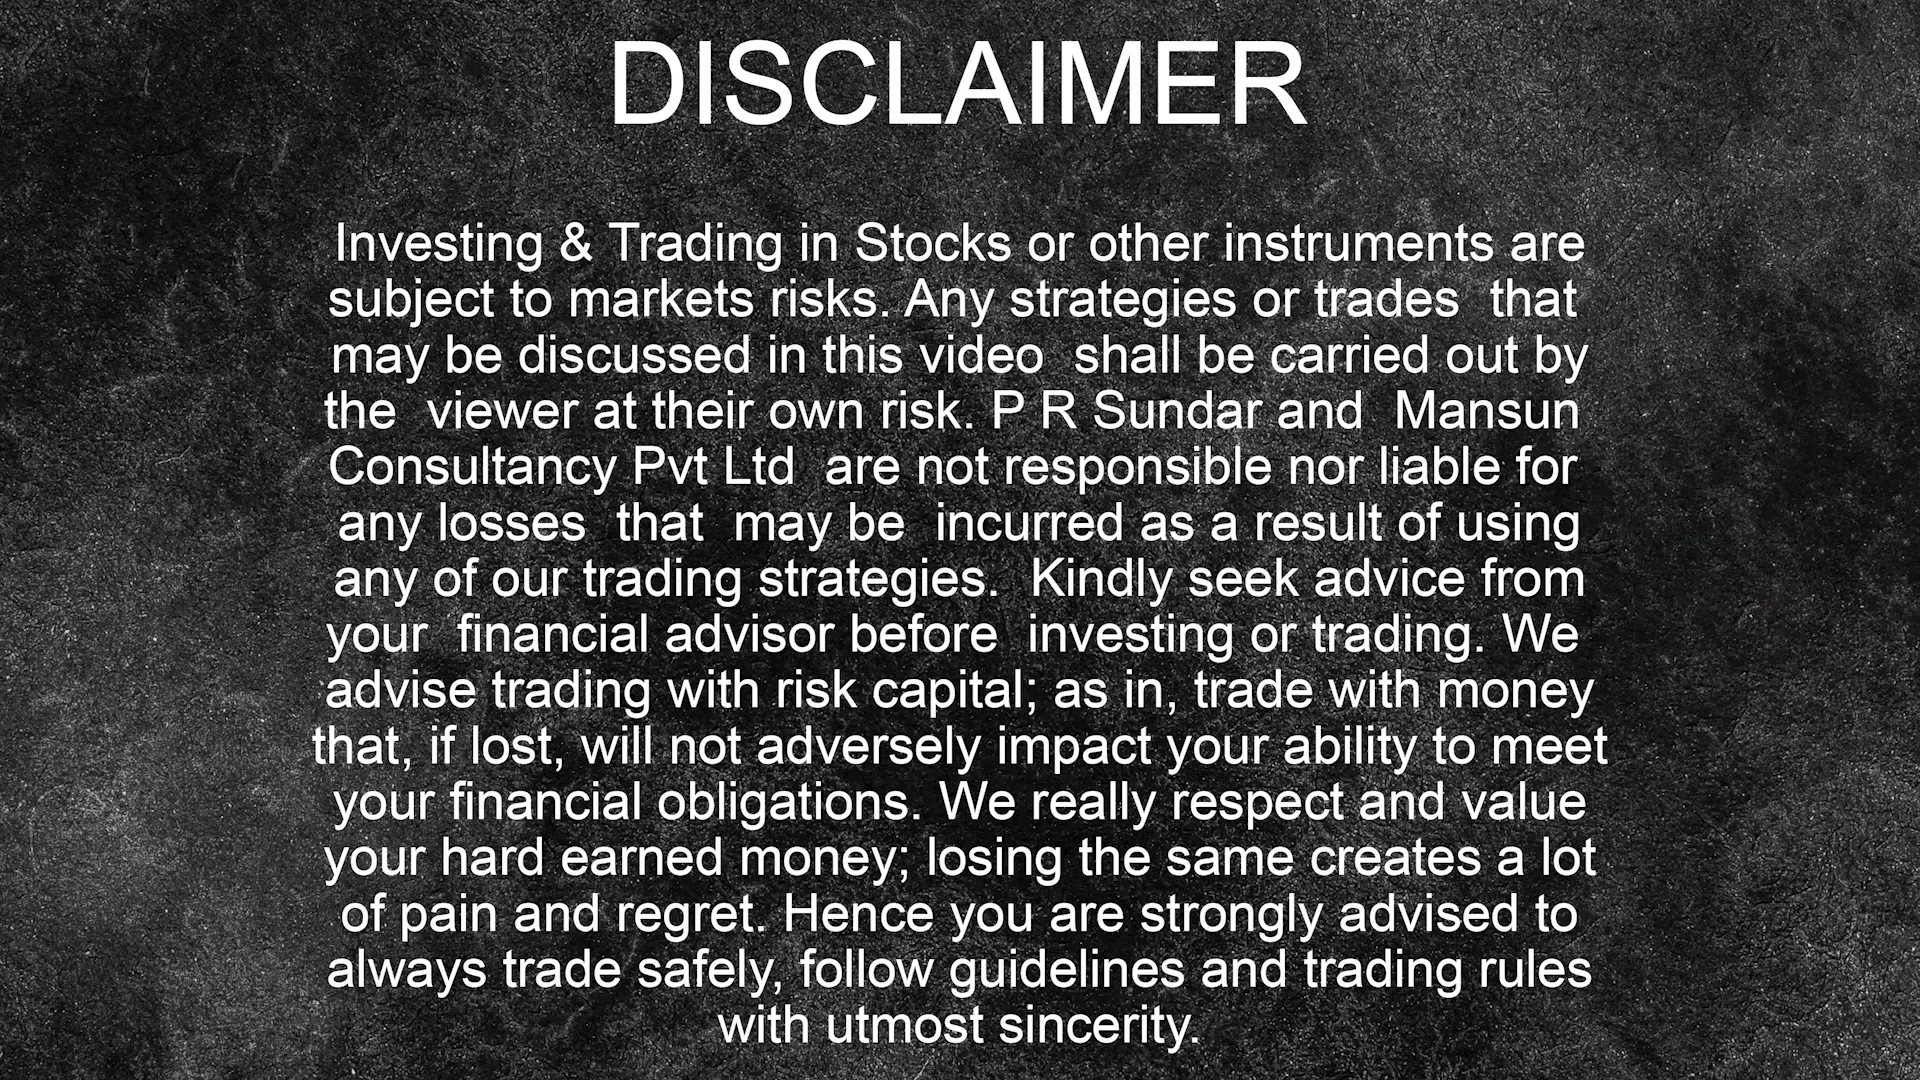 DISCLAIMER
Investing & Trading in Stocks or other instruments are
subject to markets risks. Any strategies or trades  that
may be discussed in this video  shall be carried out by
the  viewer at their own risk. P R Sundar and  Mansun
Consultancy Pvt Ltd  are not responsible nor liable for
any losses  that  may be  incurred as a result of using
any of our trading strategies.  Kindly seek advice from
your  financial advisor before  investing or trading. We
advise trading with risk capital; as in, trade with money
that, if lost, will not adversely impact your ability to meet
your financial obligations. We really respect and value
your hard earned money; losing the same creates a lot
of pain and regret. Hence you are strongly advised to
always trade safely, follow guidelines and trading rules
with utmost sincerity.